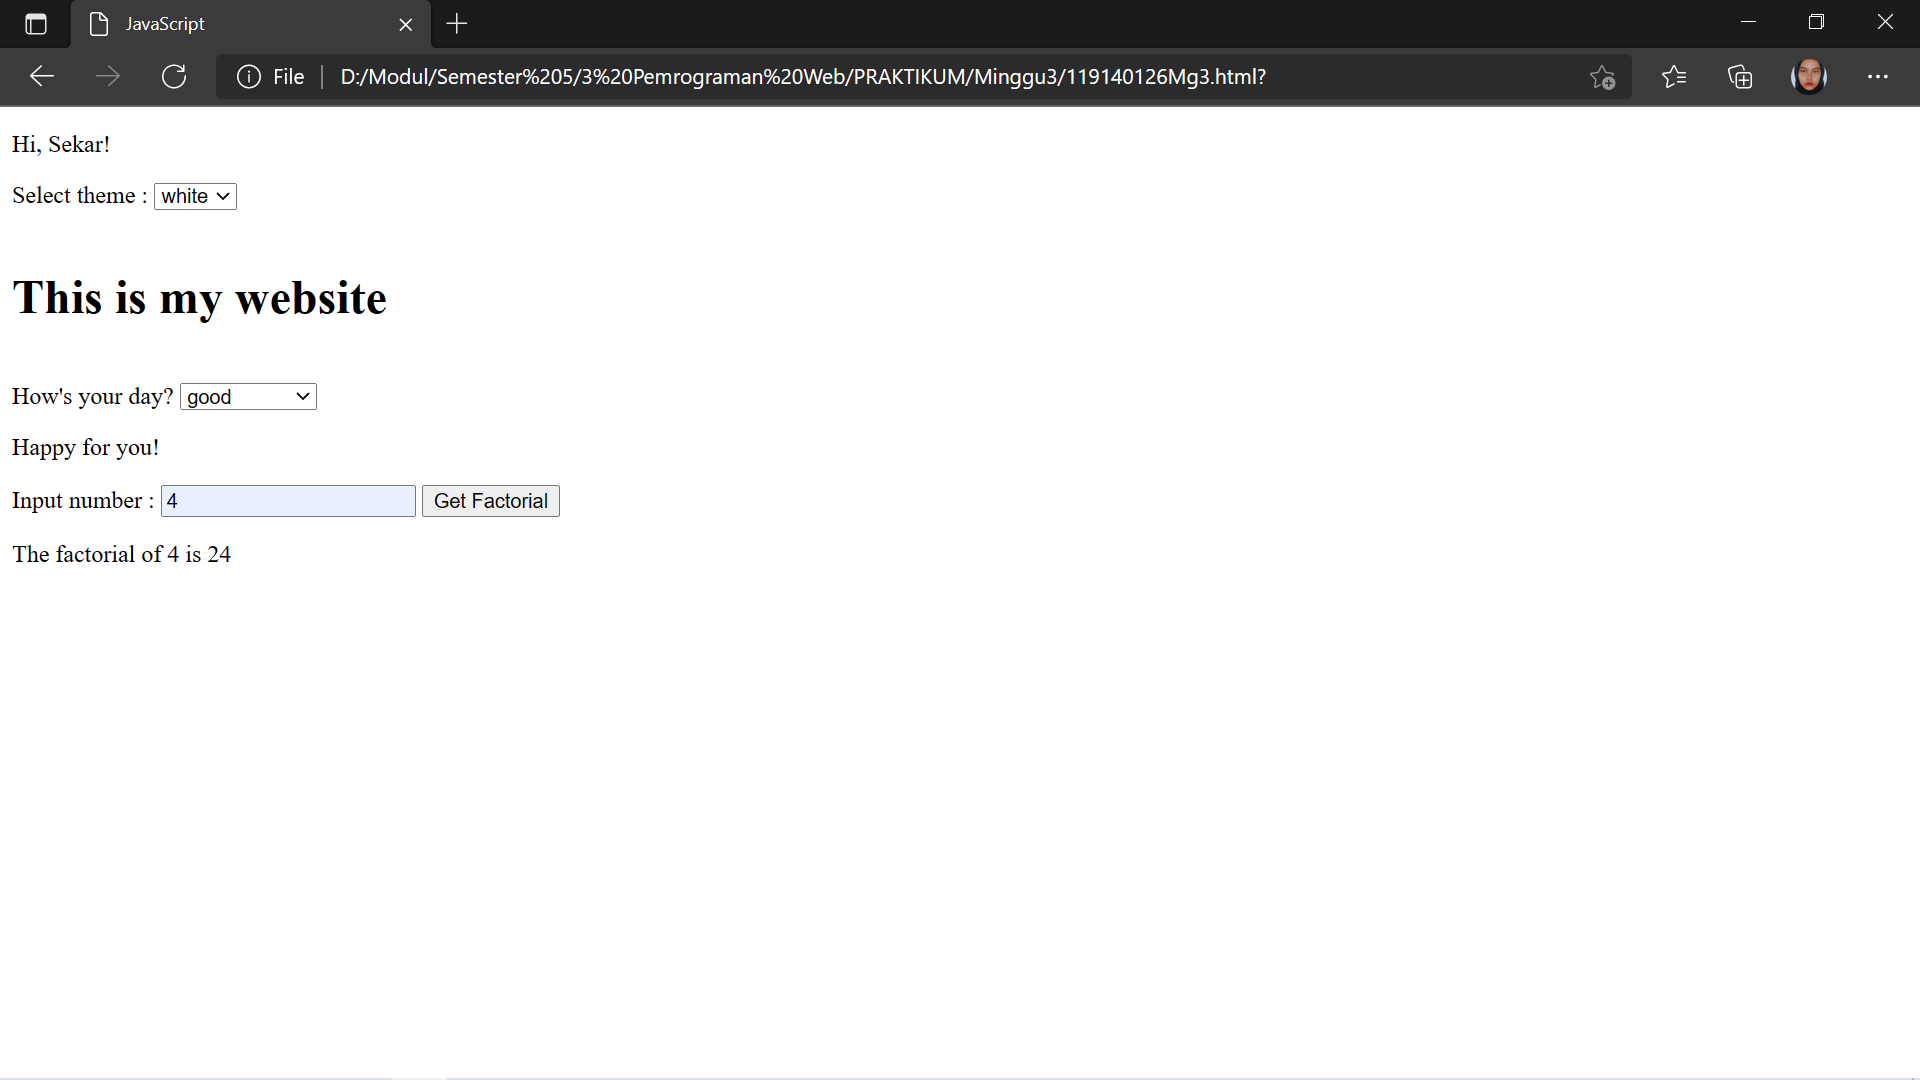 JavaScript
File D:/Modul/Semester%205/3%20Pemrograman%20Web/PRAKTIKUM/Minggu3/119140126Mg3.html?
Hi, Sekar!
Select theme : white
This is my website
How's your day? good
Happy for you!
Input number : 4 Get Factorial
The factorial of 4 is 24